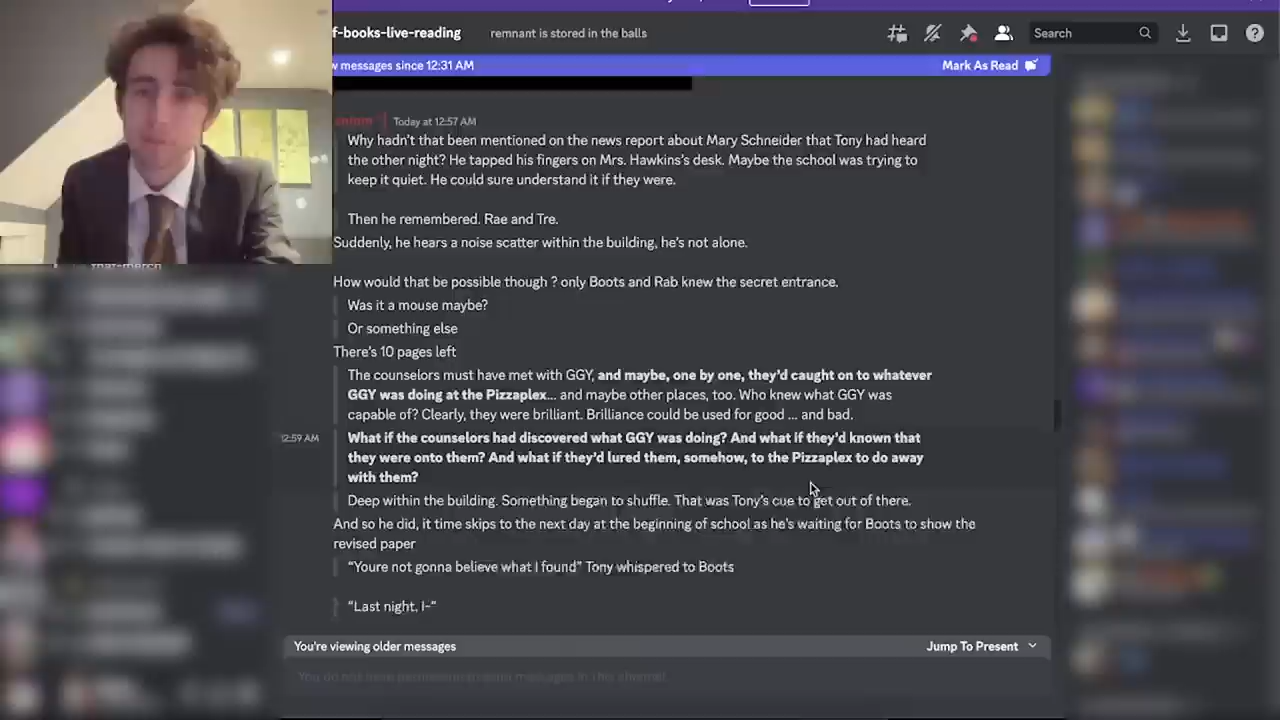 f-books-live-reading
remnant is stored in the balls
Search
w messages since 12:31 AM
Mark As Read
Today at 12:57 AM
Why hadn't that been mentioned on the news report about Mary Schneider that Tony had heard
the other night? He tapped his fingers on Mrs. Hawkins's desk. Maybe the school was trying to
keep it quiet. He could sure understand it if they were.
Then he remembered. Rae and Tre.
Suddenly, he hears a noise scatter within the building, he's not alone.
How would that be possible though ? only Boots and Rab knew the secret entrance.
Was it a mouse maybe?
Or something else
There's 10 pages left
The counselors must have met with GGY, and maybe, one by one, they'd caught on to whatever
GGY was doing at the Pizzaplex... and maybe other places, too. Who knew what GGY was
capable of? Clearly, they were brilliant. Brilliance could be used for good ... and bad.
12:59 AM
What if the counselors had discovered what GGY was doing? And what if they'd known that
they were onto them? And what if they'd lured them, somehow, to the Pizzaplex to do away
with them?
Deep within the building. Something began to shuffle. That was Tony's cue to get out of there.
And so he did, it time skips to the next day at the beginning of school as he's waiting for Boots to show the
revised paper
"Youre not gonna believe what I found" Tony whispered to Boots
"Last night, I-"
You're viewing older messages
Jump To Present
You do not have permission to send messages in this channel.